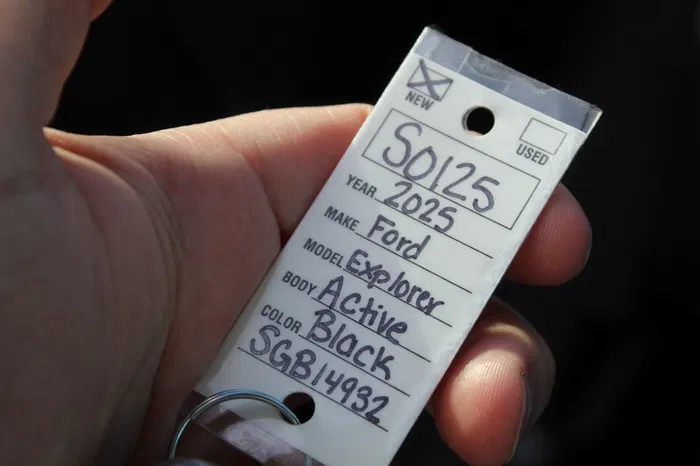 NEW
USED
S0125
YEAR 2025
MAKE Ford
MODEL Explorer
BODY Active
COLOR Black
SGB14932